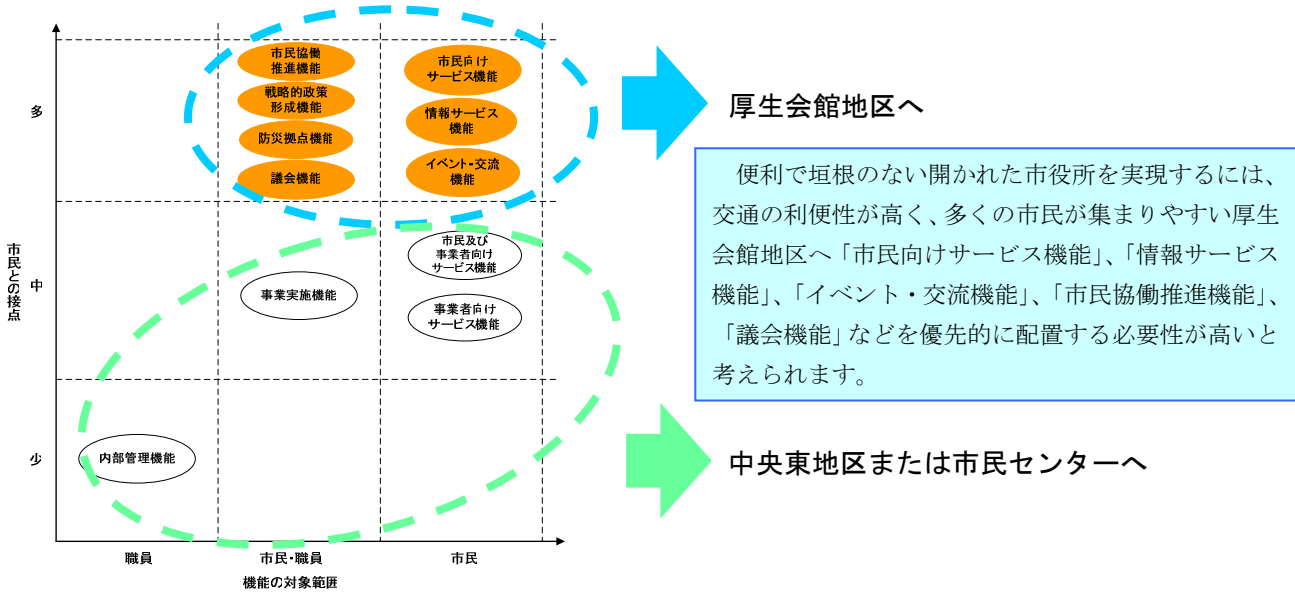 市民との接点
多
中
少
市民協働
推進機能
戦略的政策
形成機能
防災拠点機能
議会機能
市民向け
サービス機能
情報サービス
機能
イベント・交流
機能
事業実施機能
市民及び
事業者向け
サービス機能
事業者向け
サービス機能
内部管理機能
職員
市民・職員
市民
機能の対象範囲
厚生会館地区へ
便利で垣根のない開かれた市役所を実現するには、
交通の利便性が高く、多くの市民が集まりやすい厚生
会館地区へ「市民向けサービス機能」、「情報サービス
機能」、「イベント・交流機能」、「市民協働推進機能」、
「議会機能」などを優先的に配置する必要性が高いと
考えられます。
中央東地区または市民センターへ